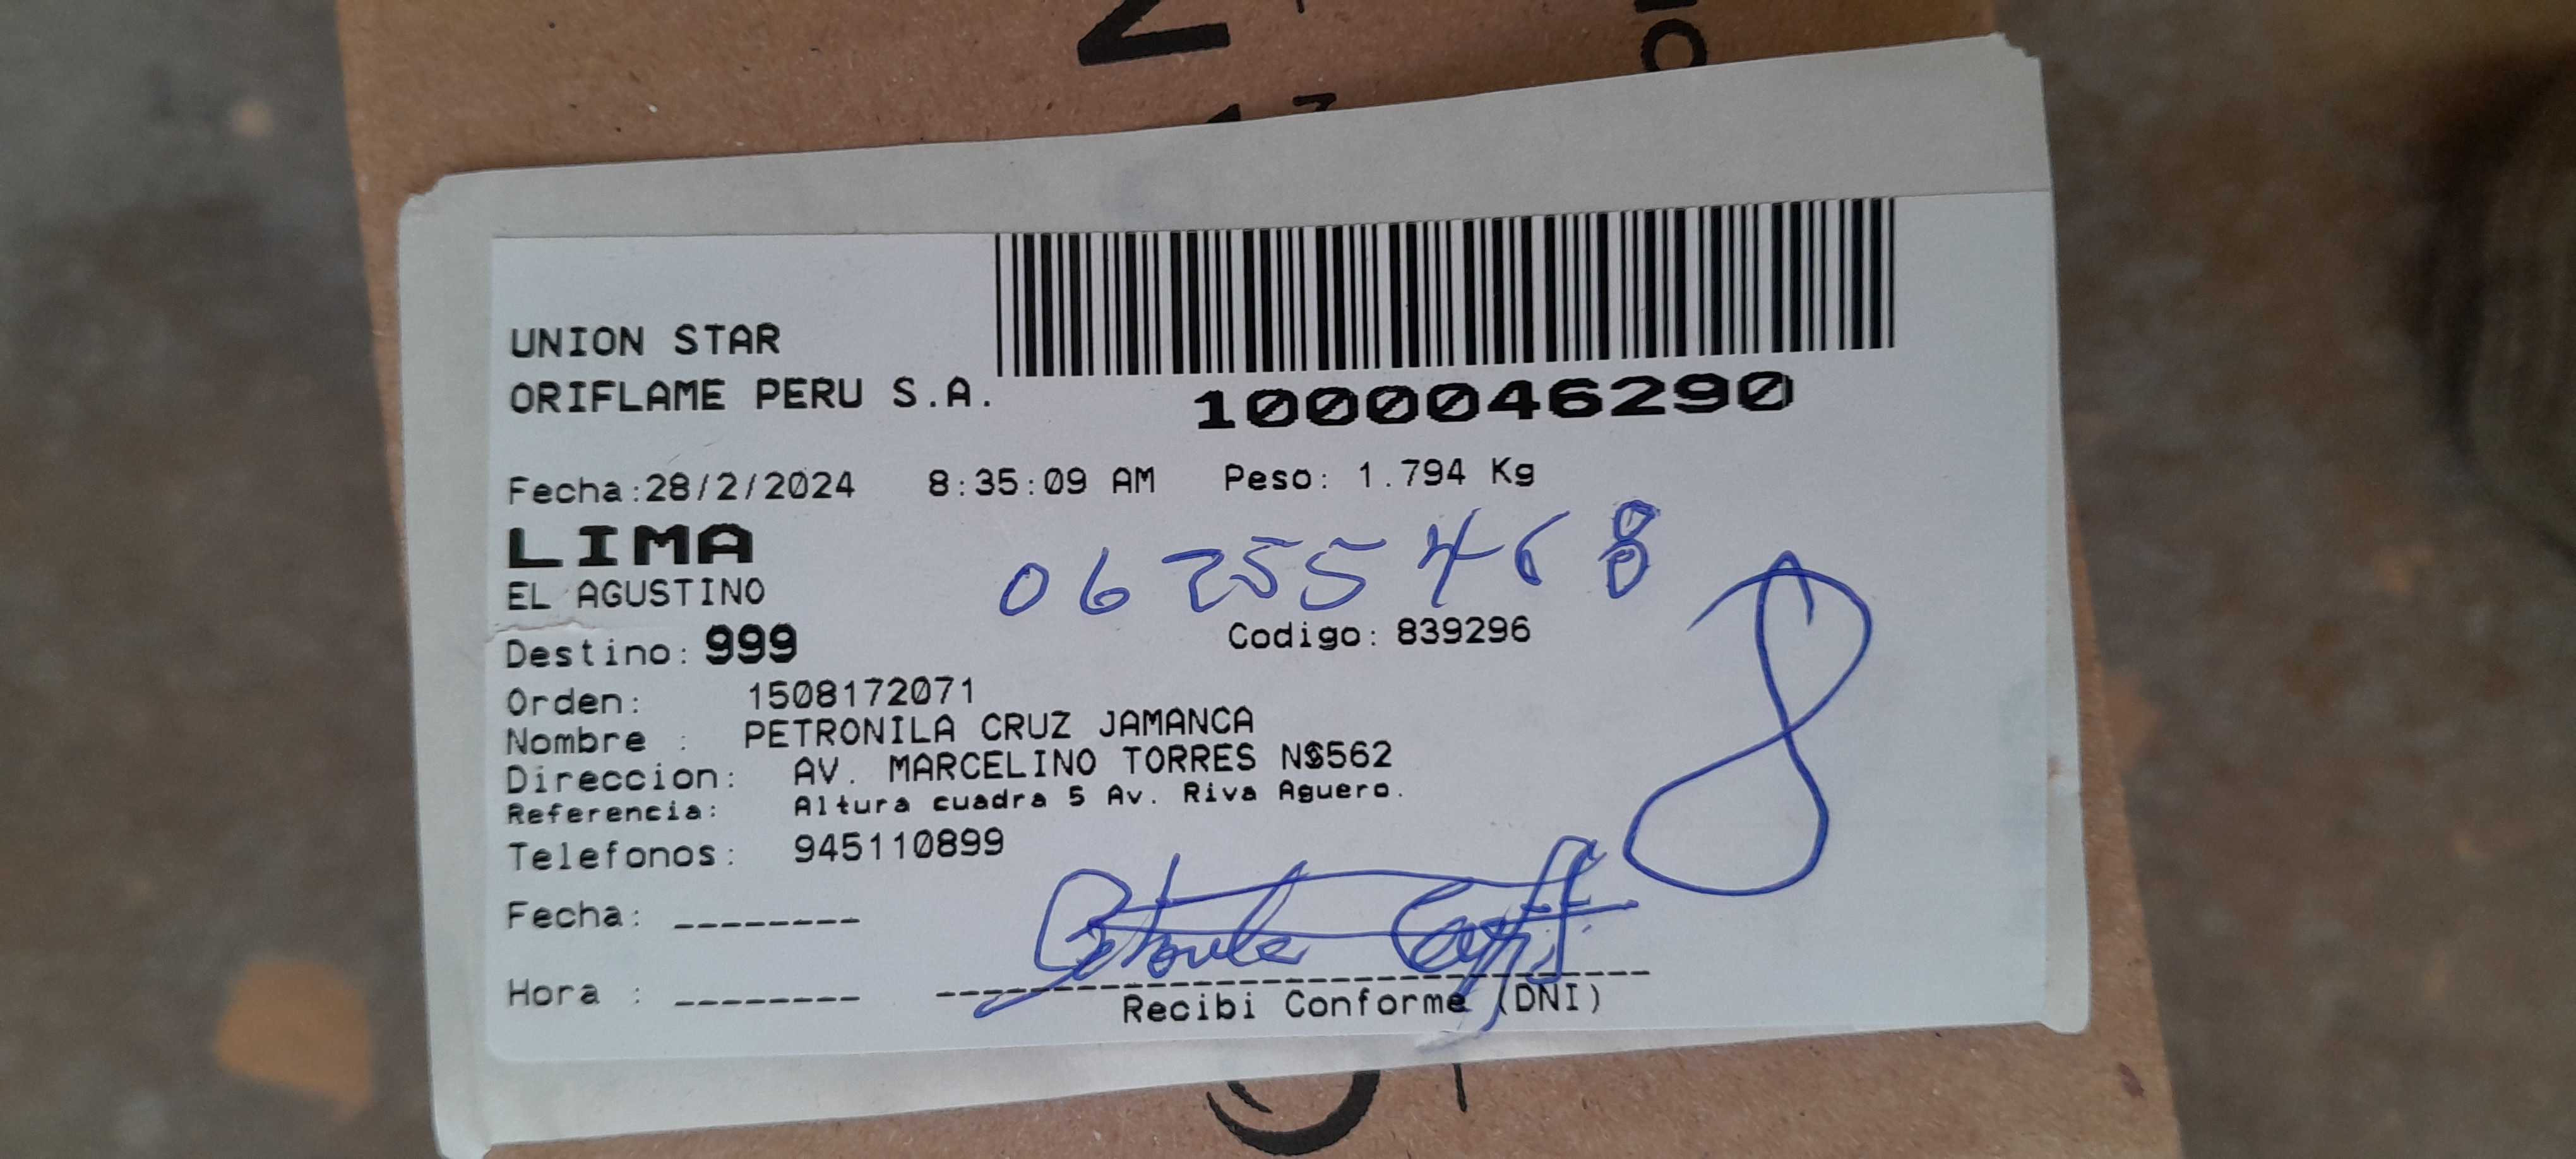 UNION STAR
ORIFLAME PERU S.A.
1000046290
Fecha:28/2/2024 8:35:09 AM Peso: 1.794 Kg
LIMA
06255468
EL AGUSTINO
Destino: 999 Codigo: 839296
8
Orden: 1508172071
Nombre : PETRONILA CRUZ JAMANCA
Direccion: AV. MARCELINO TORRES N$562
Referencia: Altura cuadra 5 Av. Riva Aguero.
Telefonos: 945110899
Fecha: --------
Hora : --------
Recibi Conforme (DNI)